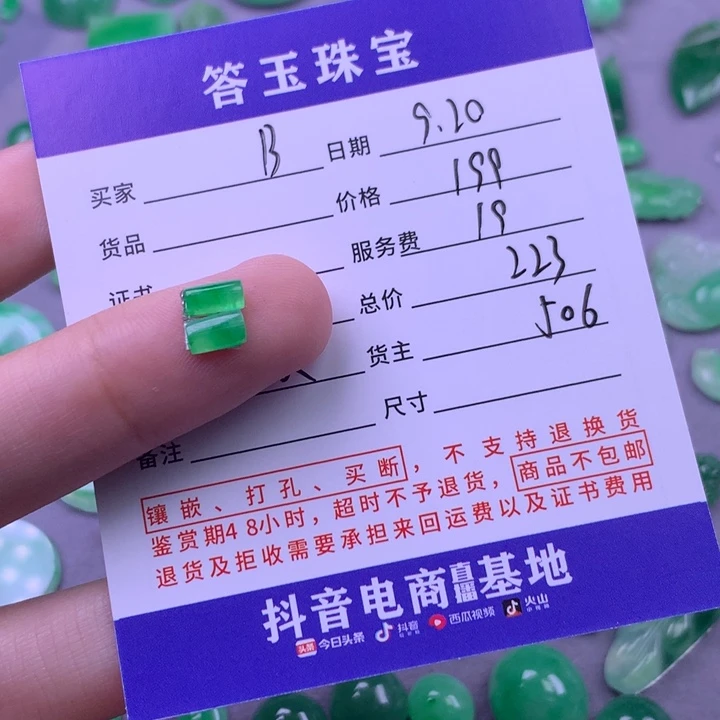 答玉珠宝
买家 B 日期 9.20
货品 价格 199
证书 服务费 19
总价 223
货主 506
尺寸
备注
镶嵌、打孔、买断，不支持退换货
鉴赏期48小时，超时不予退货，商品不包邮
退货及拒收需要承担来回运费以及证书费用
抖音电商直播基地
头条 今日头条 抖音 西瓜视频 火山